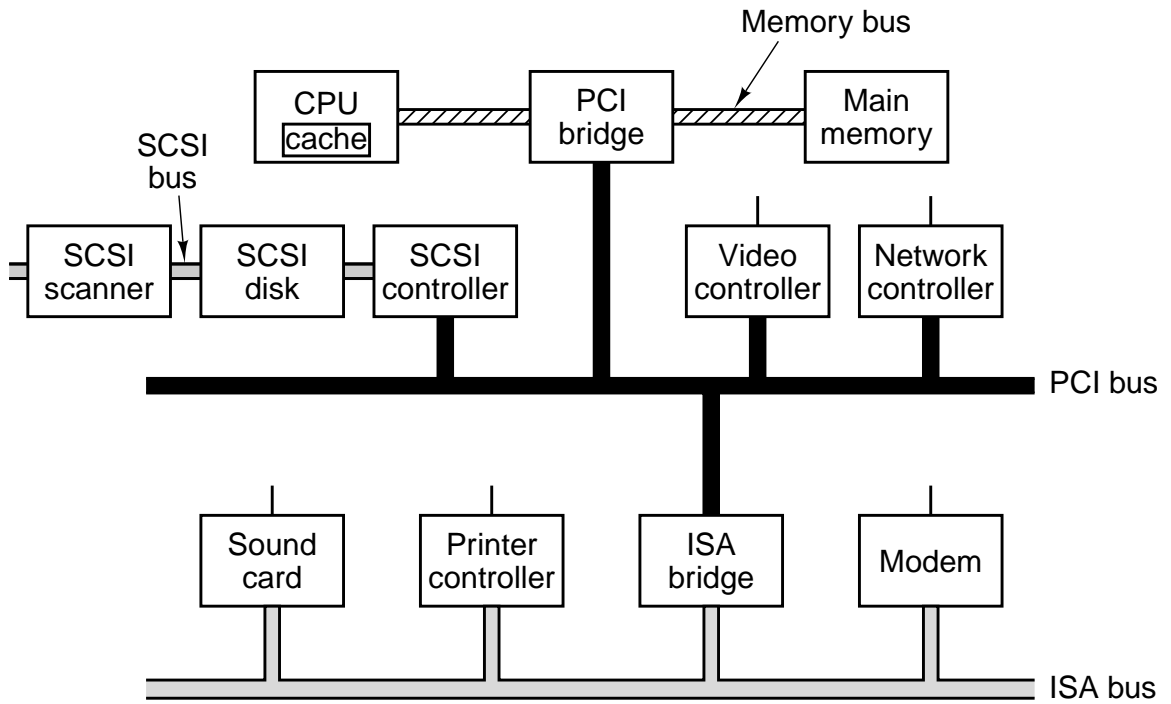 Memory bus
CPU
cache
PCI
bridge
Main
memory
SCSI
bus
SCSI
scanner
SCSI
disk
SCSI
controller
Video
controller
Network
controller
PCI bus
Sound
card
Printer
controller
ISA
bridge
Modem
ISA bus